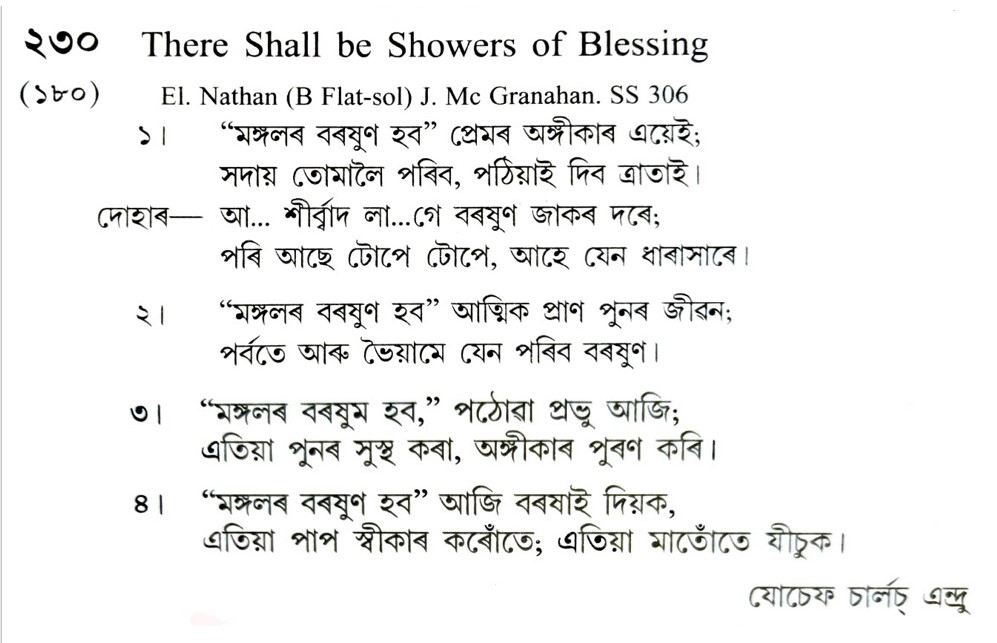 ২৩০ There Shall be Showers of Blessing
(১৮০) El. Nathan (B Flat-sol) J. Mc Granahan. SS 306
১। “মঙ্গলৰ বৰষুণ হব” প্ৰেমৰ অঙ্গীকাৰ এয়েই;
সদায় তোমালৈ পৰিব, পঠিয়াই দিব ত্ৰাতাই।
দোহাৰ— আ... শীৰ্ব্বাদ লা...গে বৰষুণ জাকৰ দৰে;
পৰি আছে টোপে টোপে, আহে যেন ধাৰাসাৰে।
২। “মঙ্গলৰ বৰষুণ হব” আত্মিক প্ৰাণ পুনৰ জীৱন;
পৰ্বতে আৰু ভৈয়ামে যেন পৰিব বৰষুণ।
৩। “মঙ্গলৰ বৰষুম হব,” পঠোৱা প্ৰভু আজি;
এতিয়া পুনৰ সুস্থ কৰা, অঙ্গীকাৰ পূৰণ কৰি।
৪। “মঙ্গলৰ বৰষুণ হব” আজি বৰষাই দিয়ক,
এতিয়া পাপ স্বীকাৰ কৰোঁতে; এতিয়া মাতোঁতে যীচুক।
যোচেফ চাৰ্লচ্ এন্দ্ৰু